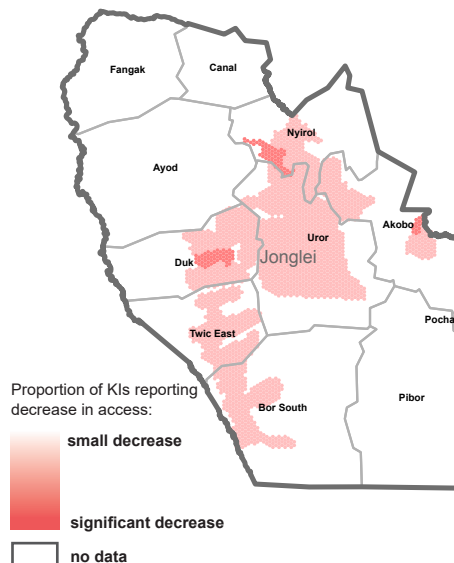 Fangak
Canal
Nyirol
Ayod
Akobo
Uror
Duk
Jonglei
Pocha
Twic East
Proportion of KIs reporting
decrease in access:
Bor South
Pibor
small decrease
significant decrease
no data